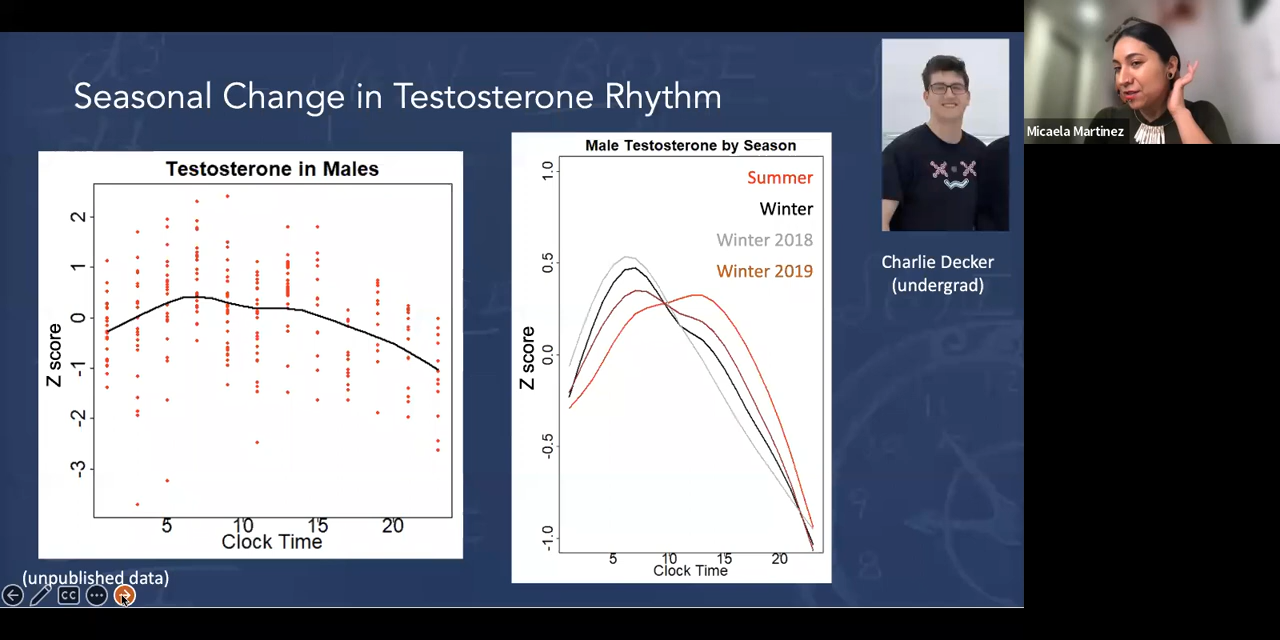 Seasonal Change in Testosterone Rhythm
Testosterone in Males
Z score
2
1
0
-1
-2
-3
5
10
15
20
Clock Time
(unpublished data)
CC
Male Testosterone by Season
Summer
Winter
Winter 2018
Winter 2019
Z score
1.0
0.5
0.0
-0.5
-1.0
5
10
15
20
Clock Time
Charlie Decker
(undergrad)
Micaela Martinez